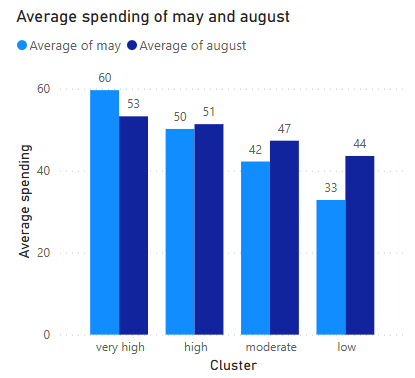 Average spending of may and august
Average of may Average of august
60
53
50
51
42
47
33
44
60
40
20
0
Average spending
very high high moderate low
Cluster